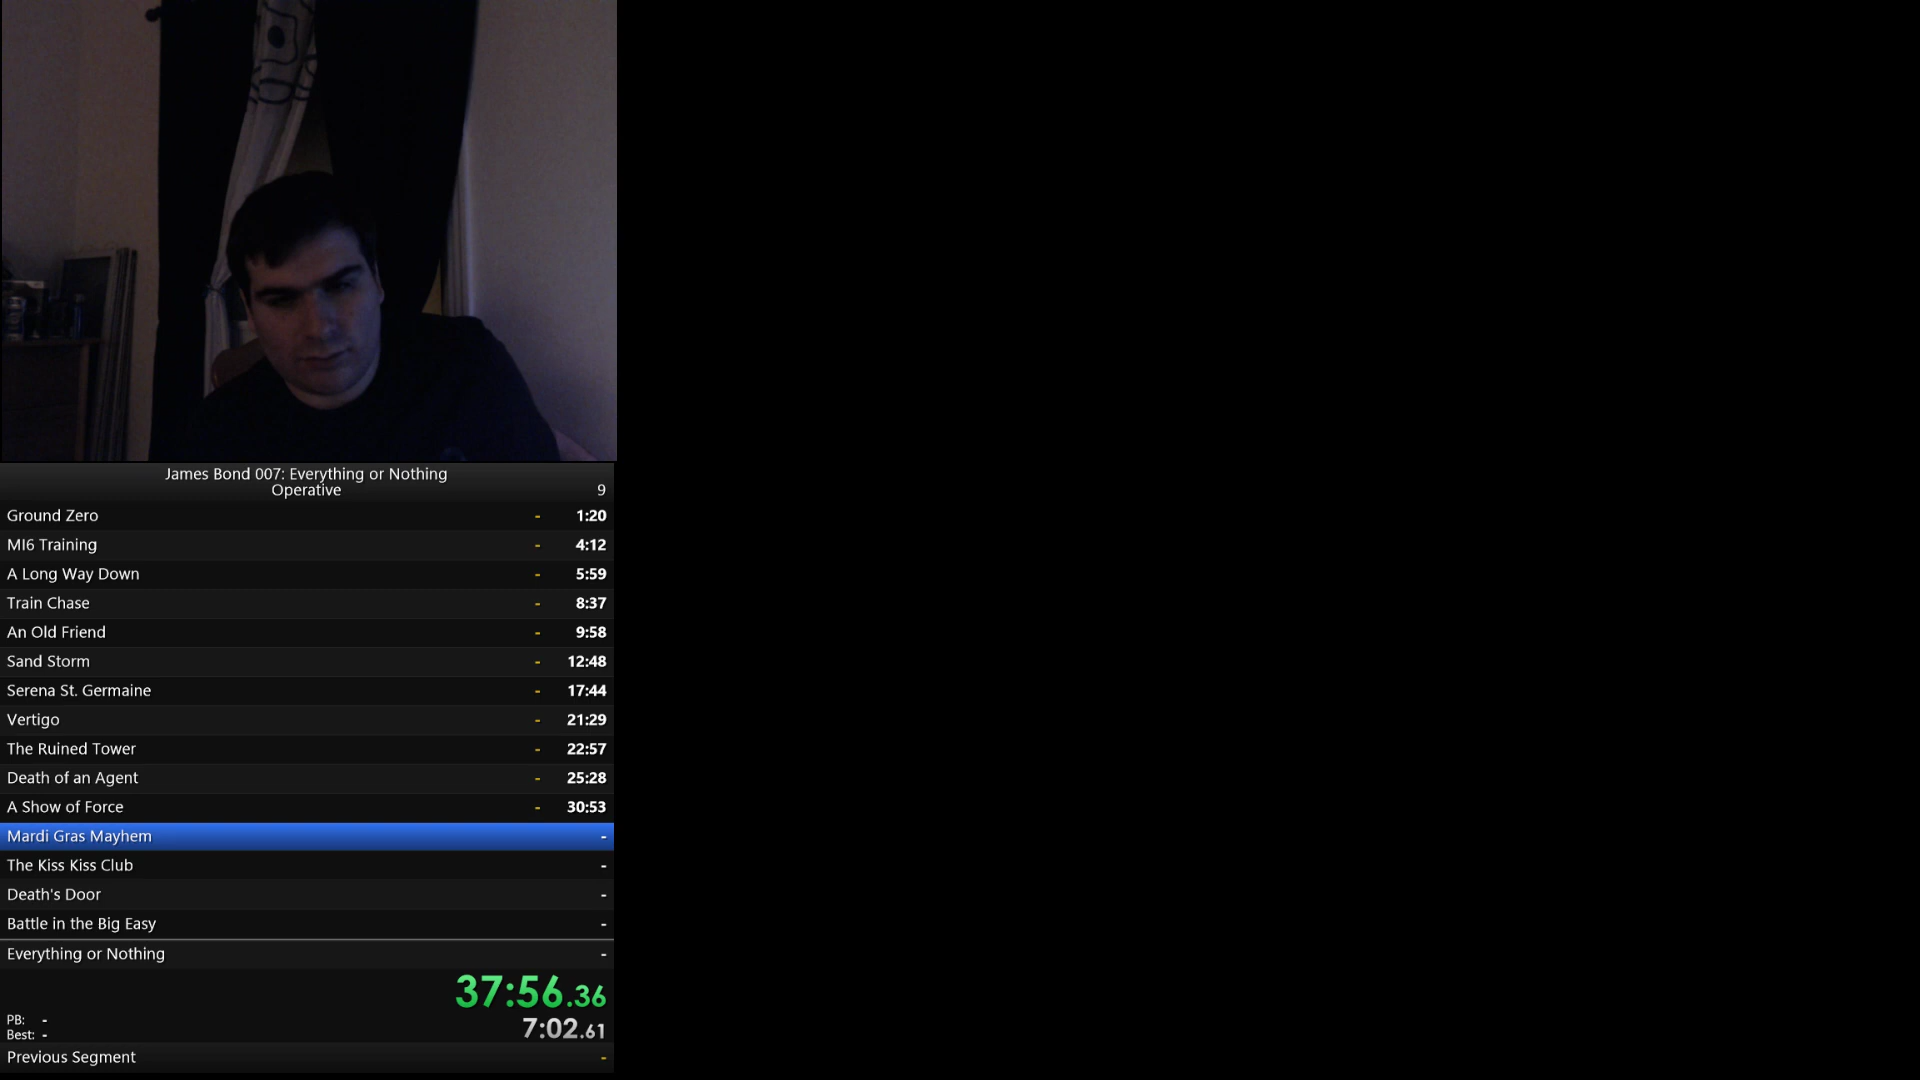 James Bond 007: Everything or Nothing
Operative 9
Ground Zero - 1:20
MI6 Training - 4:12
A Long Way Down - 5:59
Train Chase - 8:37
An Old Friend - 9:58
Sand Storm - 12:48
Serena St. Germaine - 17:44
Vertigo - 21:29
The Ruined Tower - 22:57
Death of an Agent - 25:28
A Show of Force - 30:53
Mardi Gras Mayhem -
The Kiss Kiss Club -
Death's Door -
Battle in the Big Easy -
Everything or Nothing -
37:56.36
PB: -
Best: - 7:02.61
Previous Segment -